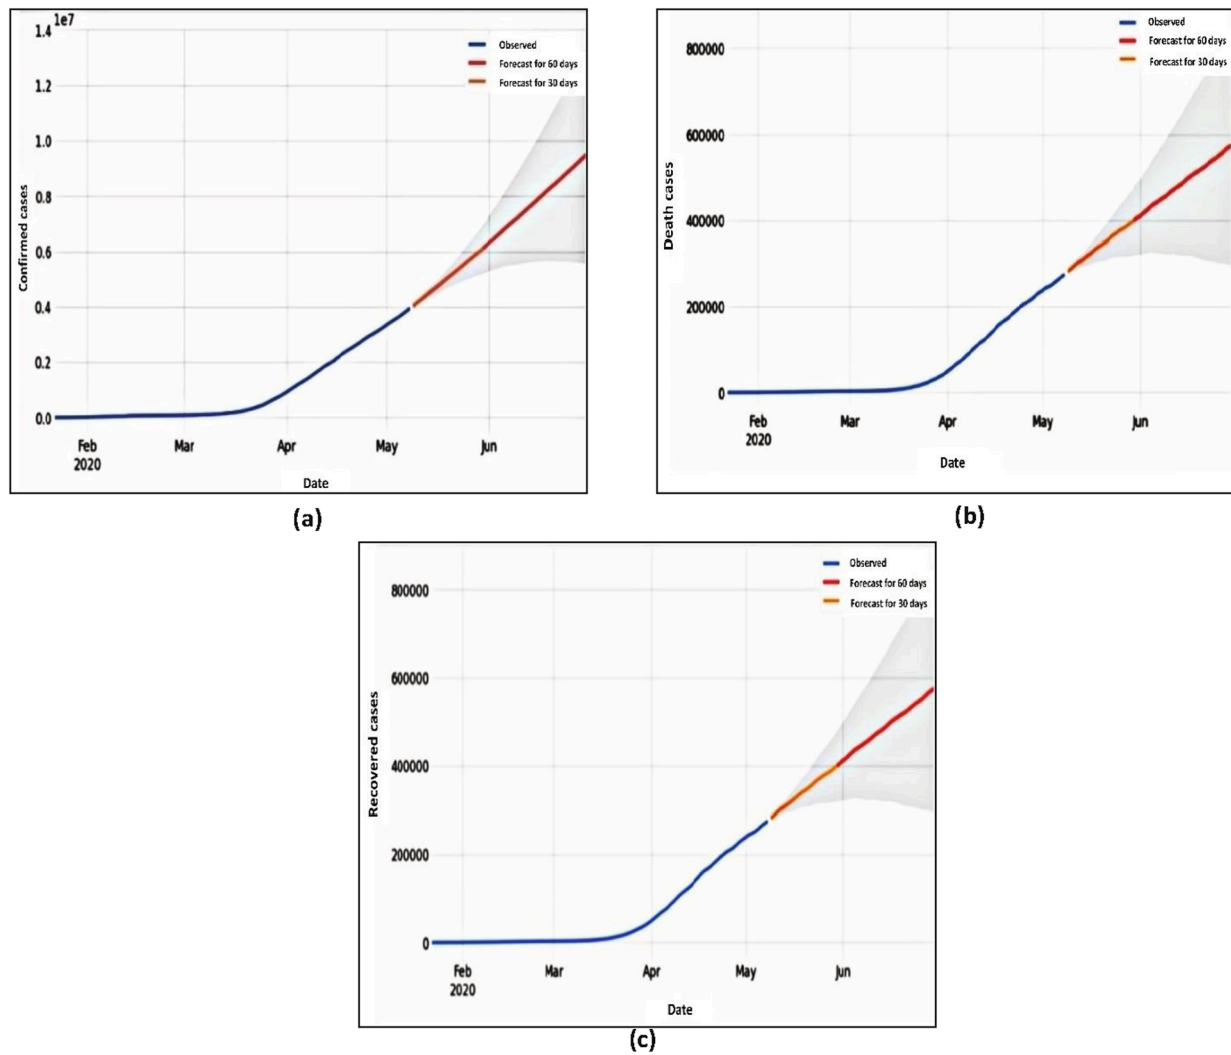 1e7
1.4
1.2
1.0
0.8
0.6
0.4
0.2
0.0
Confirmed cases
Observed
Forecast for 60 days
Forecast for 30 days
Feb Mar Apr May Jun
2020
Date
(a)
800000
600000
400000
200000
0
Death cases
Observed
Forecast for 60 days
Forecast for 30 days
Feb Mar Apr May Jun
2020
Date
(b)
800000
600000
400000
200000
0
Recovered cases
Observed
Forecast for 60 days
Forecast for 30 days
Feb Mar Apr May Jun
2020
Date
(c)